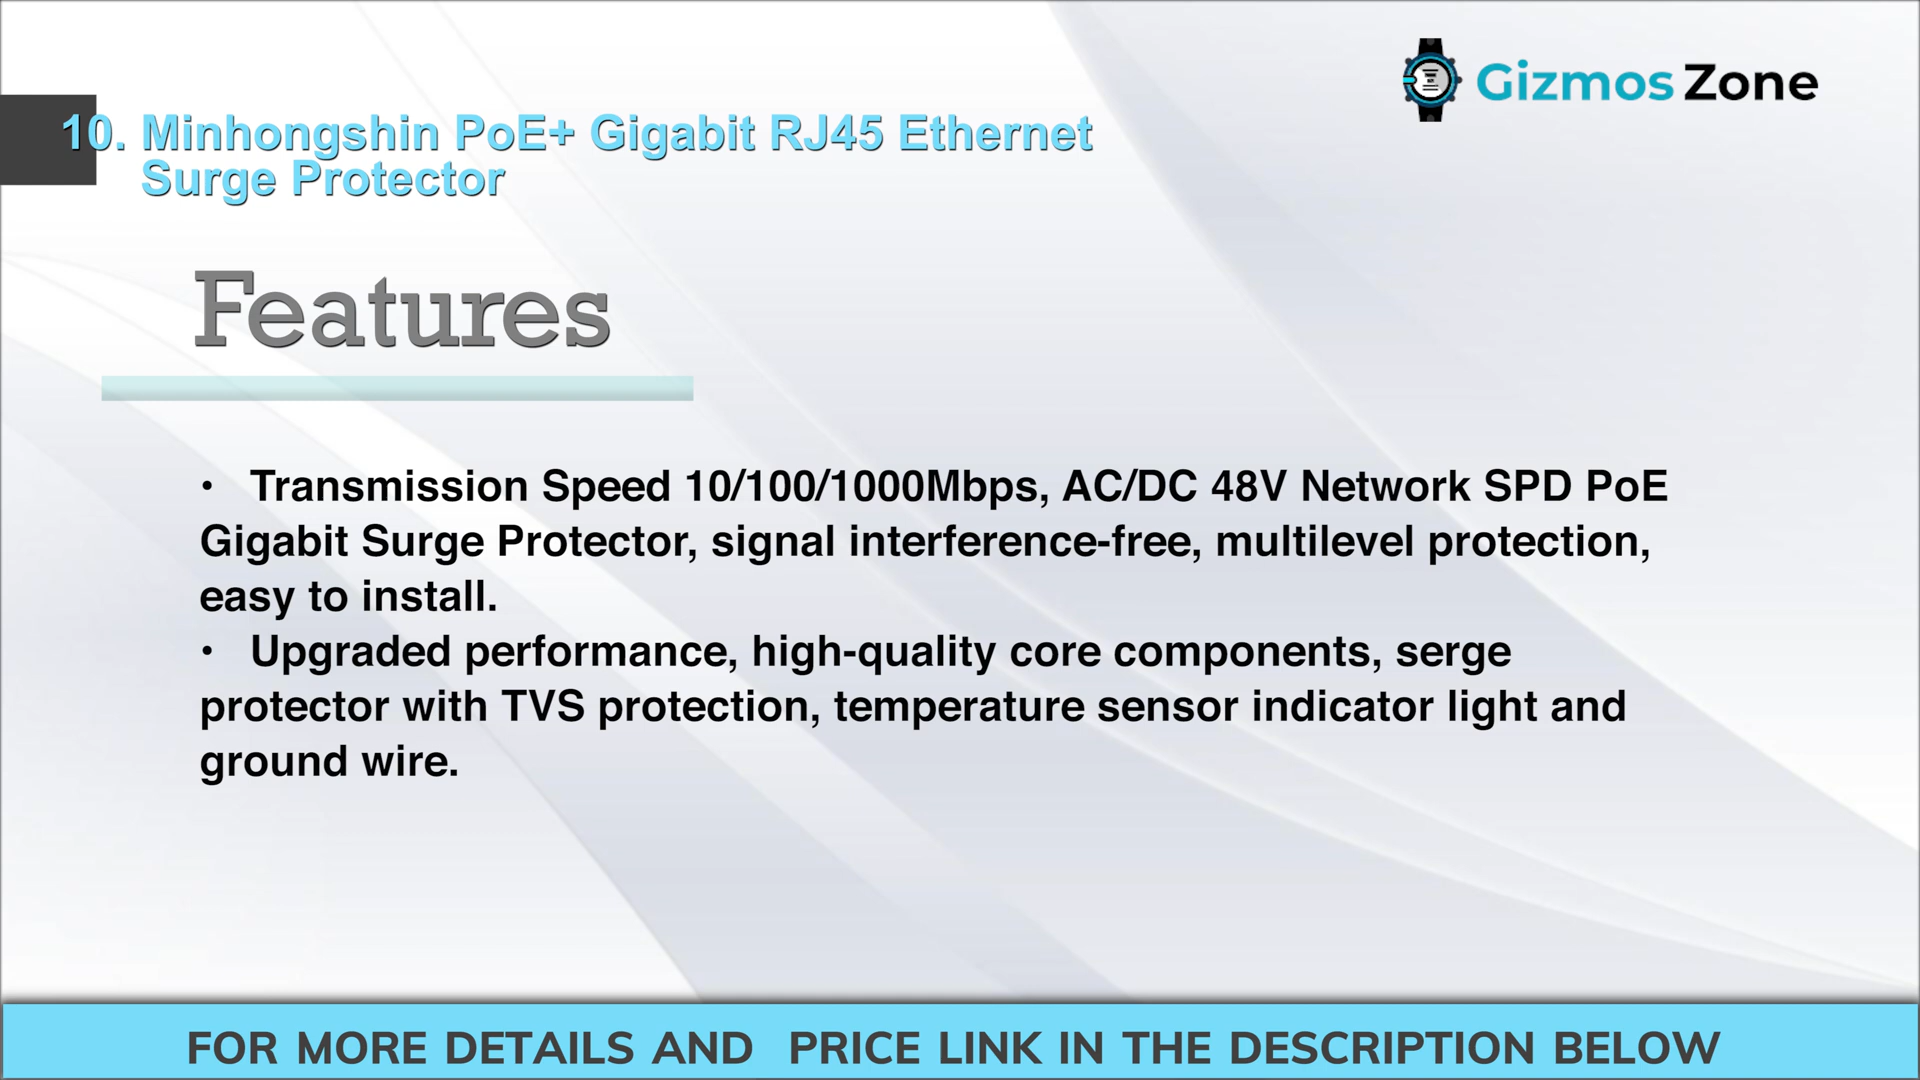 Gizmos Zone
10. Minhongshin PoE+ Gigabit RJ45 Ethernet
Surge Protector
Features
• Transmission Speed 10/100/1000Mbps, AC/DC 48V Network SPD PoE
Gigabit Surge Protector, signal interference-free, multilevel protection,
easy to install.
• Upgraded performance, high-quality core components, serge
protector with TVS protection, temperature sensor indicator light and
ground wire.
FOR MORE DETAILS AND PRICE LINK IN THE DESCRIPTION BELOW